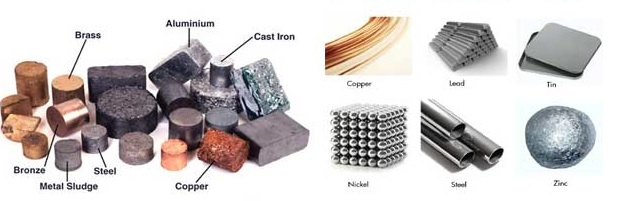 Aluminium
Brass
Cast Iron
Bronze
Steel
Metal Sludge
Copper
Copper
Lead
Tin
Nickel
Steel
Zinc